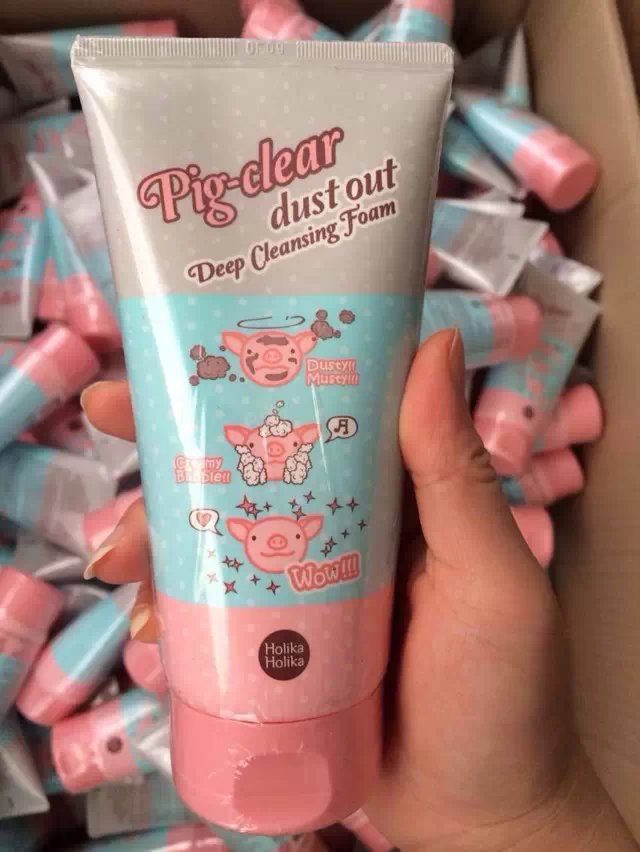 Pig-clear
dust out
Deep Cleansing Foam
Dusty!!
Musty!!!
Creamy
Bubble!!
WoW!!!
Holika
Holika